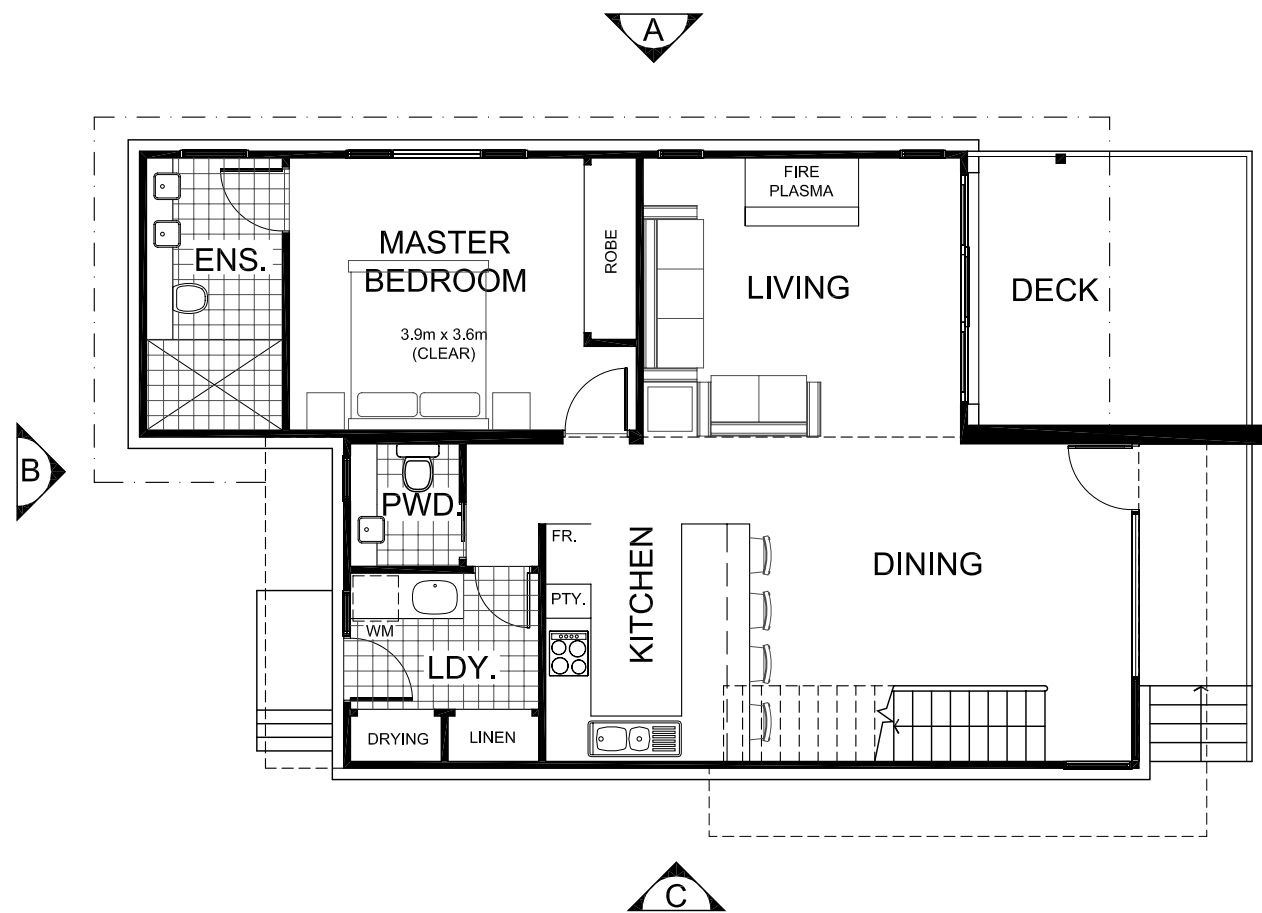 A
FIRE
PLASMA
MASTER
BEDROOM
ROBE
ENS.
LIVING
DECK
3.9m x 3.6m
(CLEAR)
B
PWD.
FR.
KITCHEN
DINING
PTY.
WM
LDY.
DRYING
LINEN
C